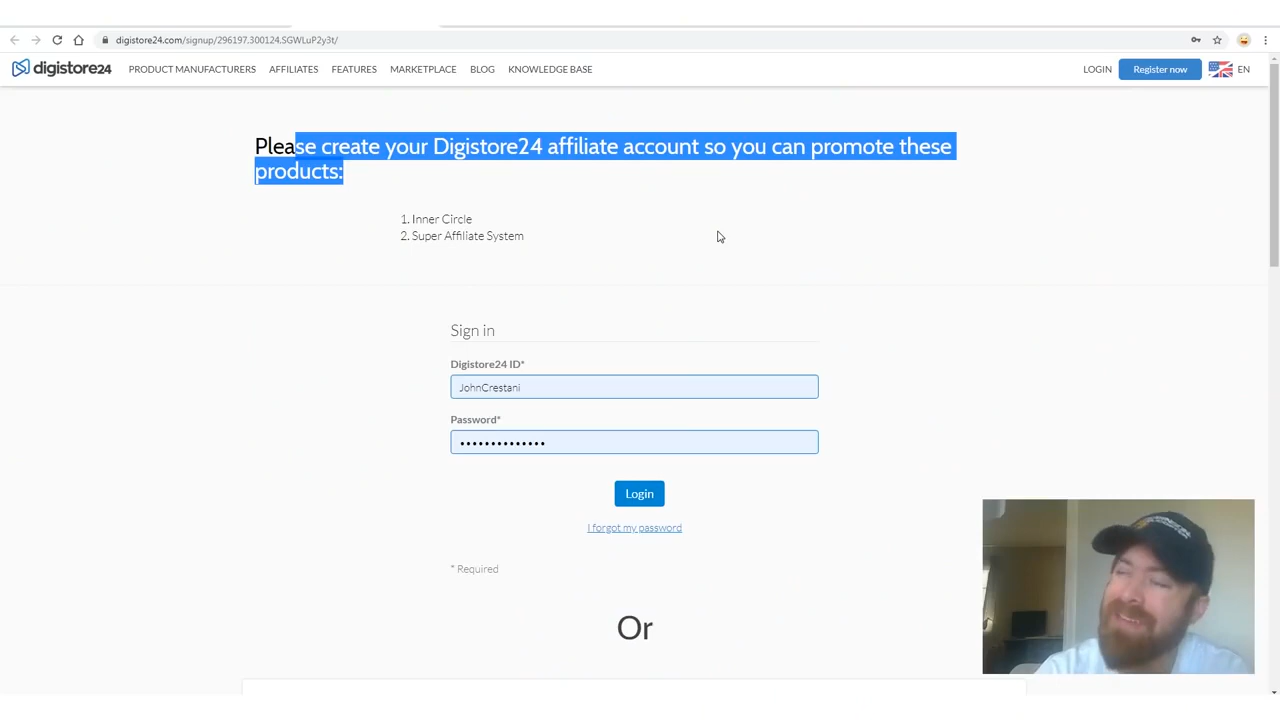 digistore24.com/signup/296197.300124.SGWLuP2y3t/
digistore24 PRODUCT MANUFACTURERS AFFILIATES FEATURES MARKETPLACE BLOG KNOWLEDGE BASE LOGIN Register now EN
Please create your Digistore24 affiliate account so you can promote these
products:
1. Inner Circle
2. Super Affiliate System
Sign in
Digistore24 ID*
JohnCrestani
Password*
••••••••••••••
Login
I forgot my password
* Required
Or